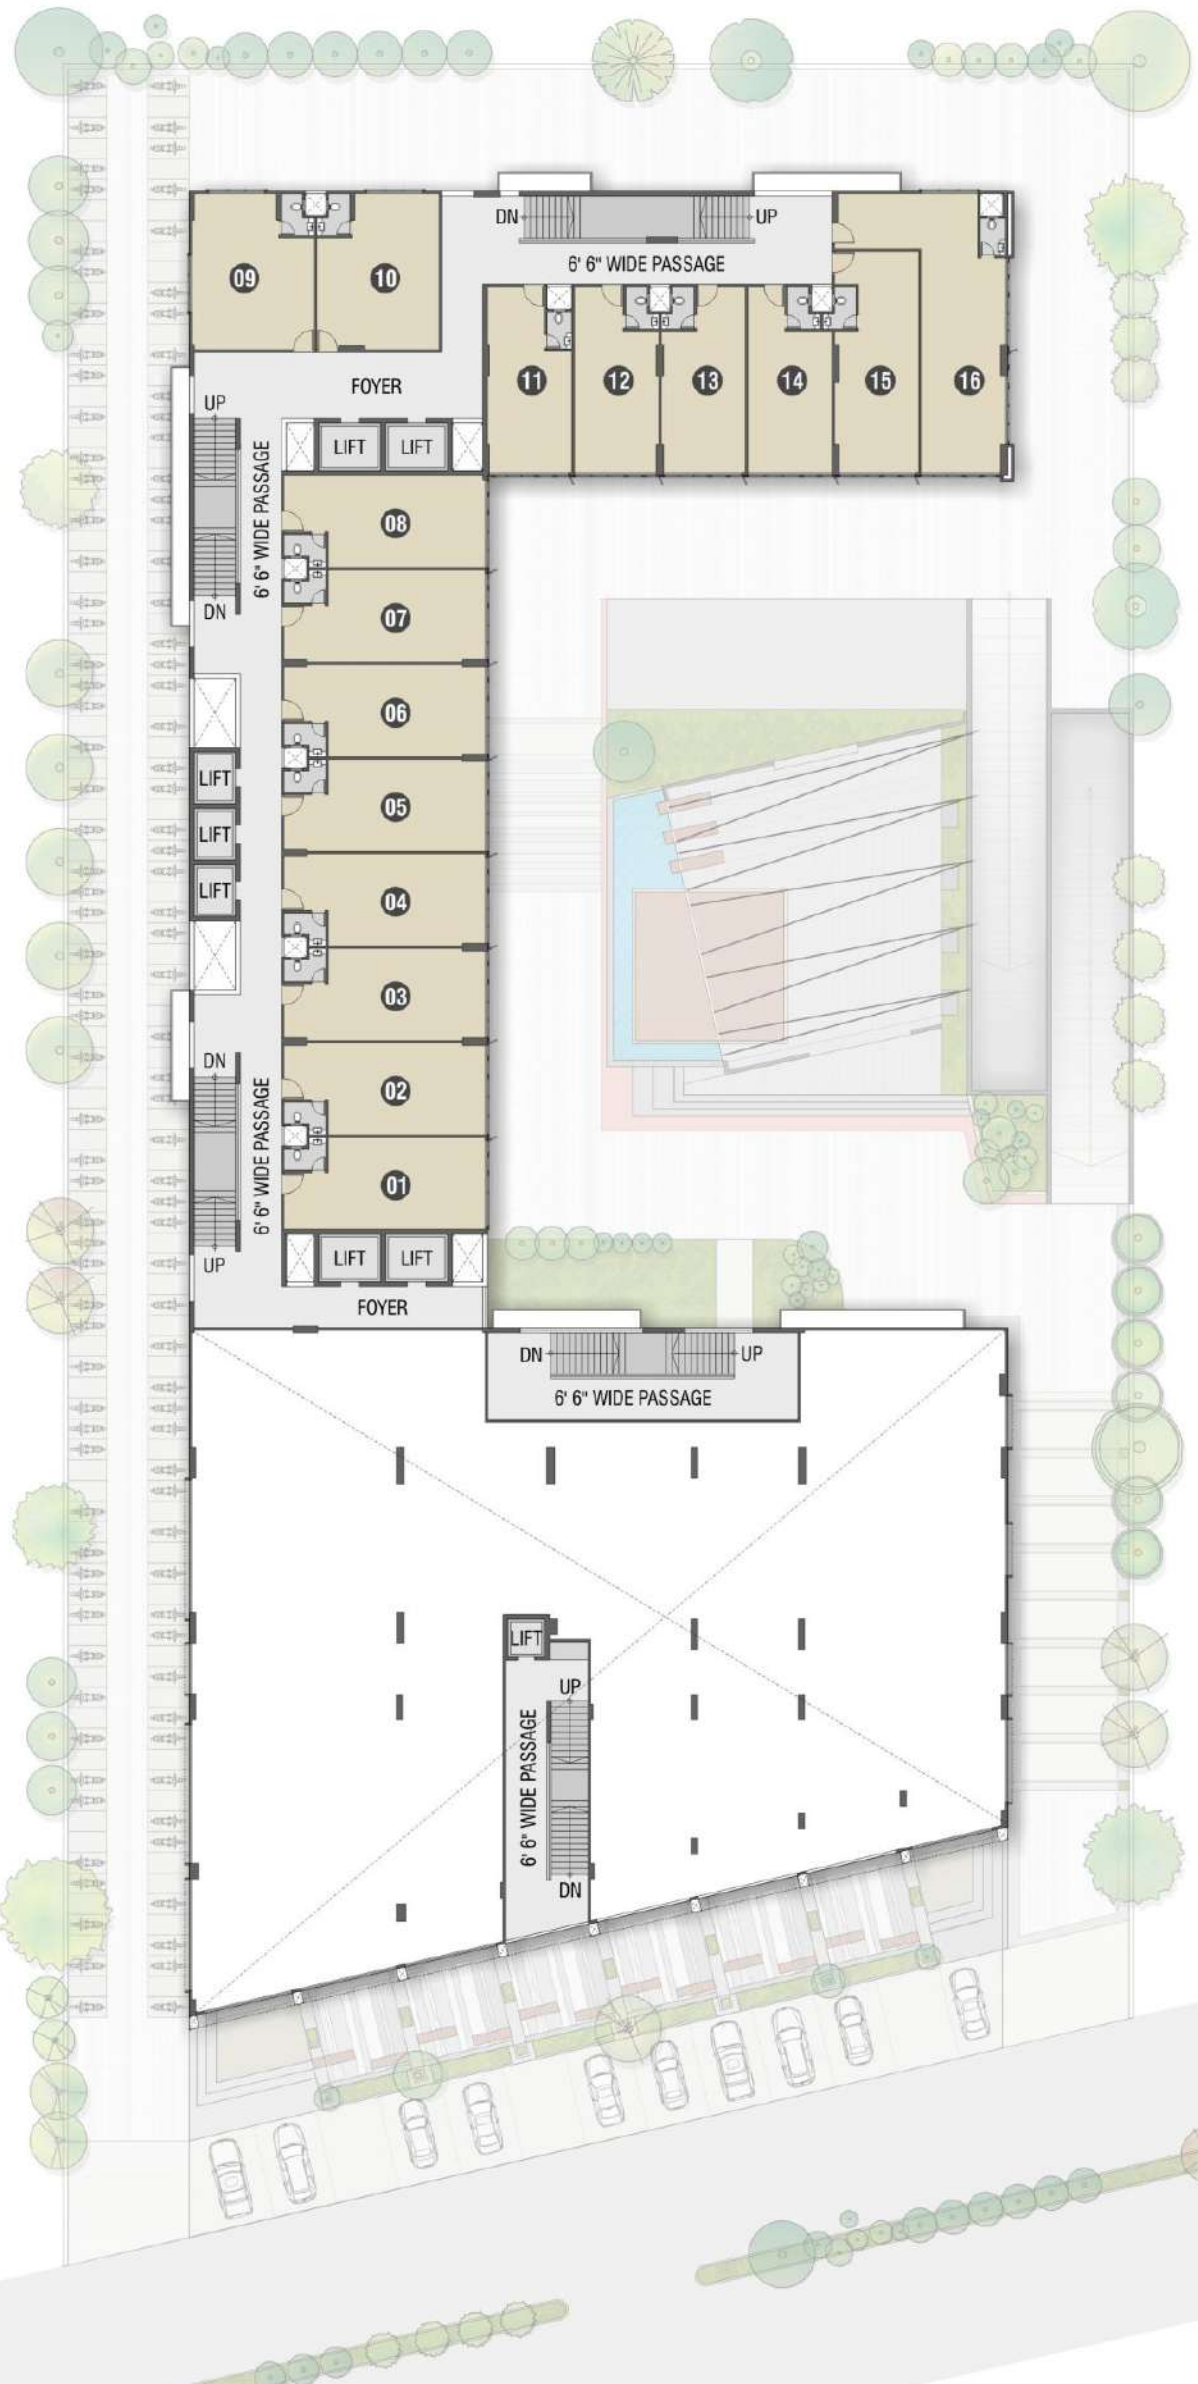 DN
UP
6' 6" WIDE PASSAGE
09
10
11
12
13
14
15
16
FOYER
UP
LIFT
LIFT
6' 6" WIDE PASSAGE
DN
08
07
06
05
04
03
02
01
LIFT
LIFT
LIFT
DN
6' 6" WIDE PASSAGE
UP
LIFT
LIFT
FOYER
DN
UP
6' 6" WIDE PASSAGE
LIFT
UP
6' 6" WIDE PASSAGE
DN